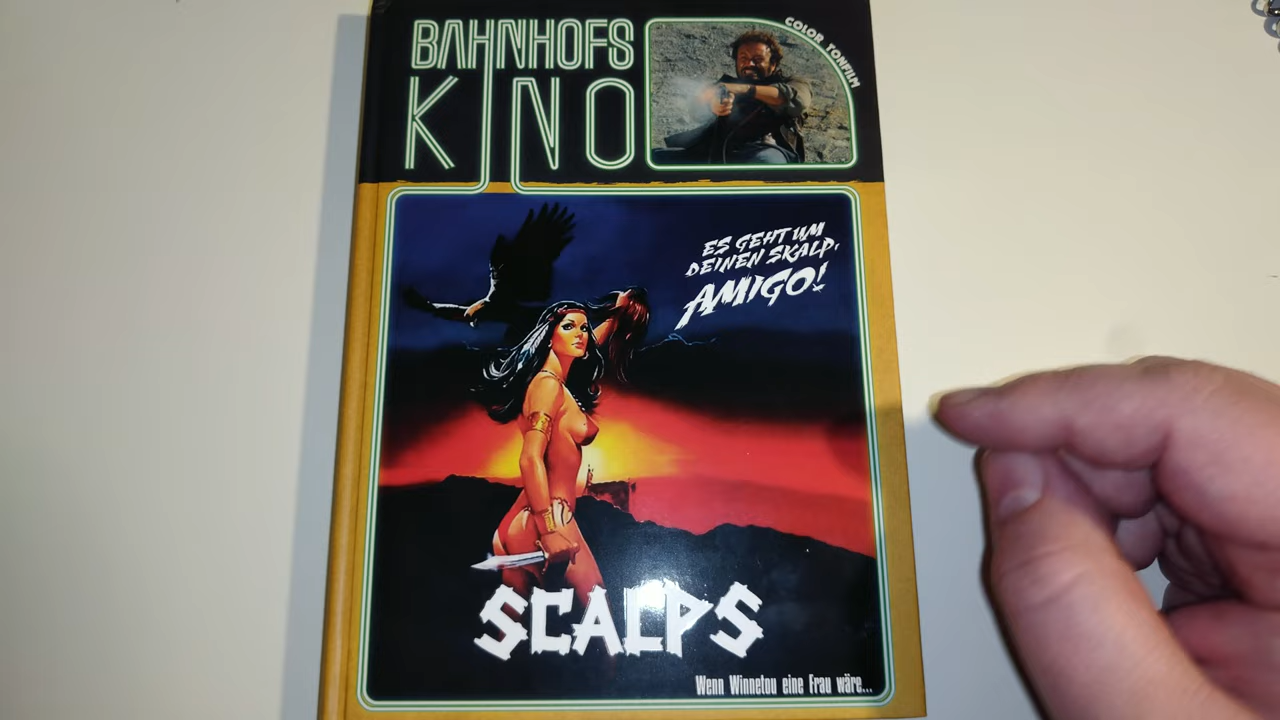 BAHNHOFS
KINO
COLOR TONFILM
ES GEHT UM
DEINEN SKALP,
AMIGO!
SCALPS
Wenn Winnetou eine Frau wäre...